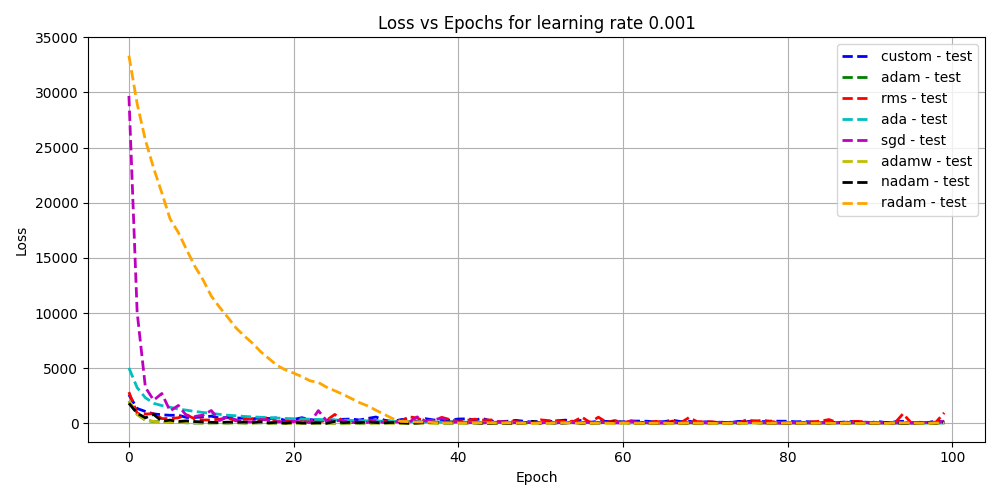 Loss vs Epochs for learning rate 0.001
35000
30000
25000
20000
15000
10000
5000
0
Loss
custom - test
adam - test
rms - test
ada - test
sgd - test
adamw - test
nadam - test
radam - test
0 20 40 60 80 100
Epoch